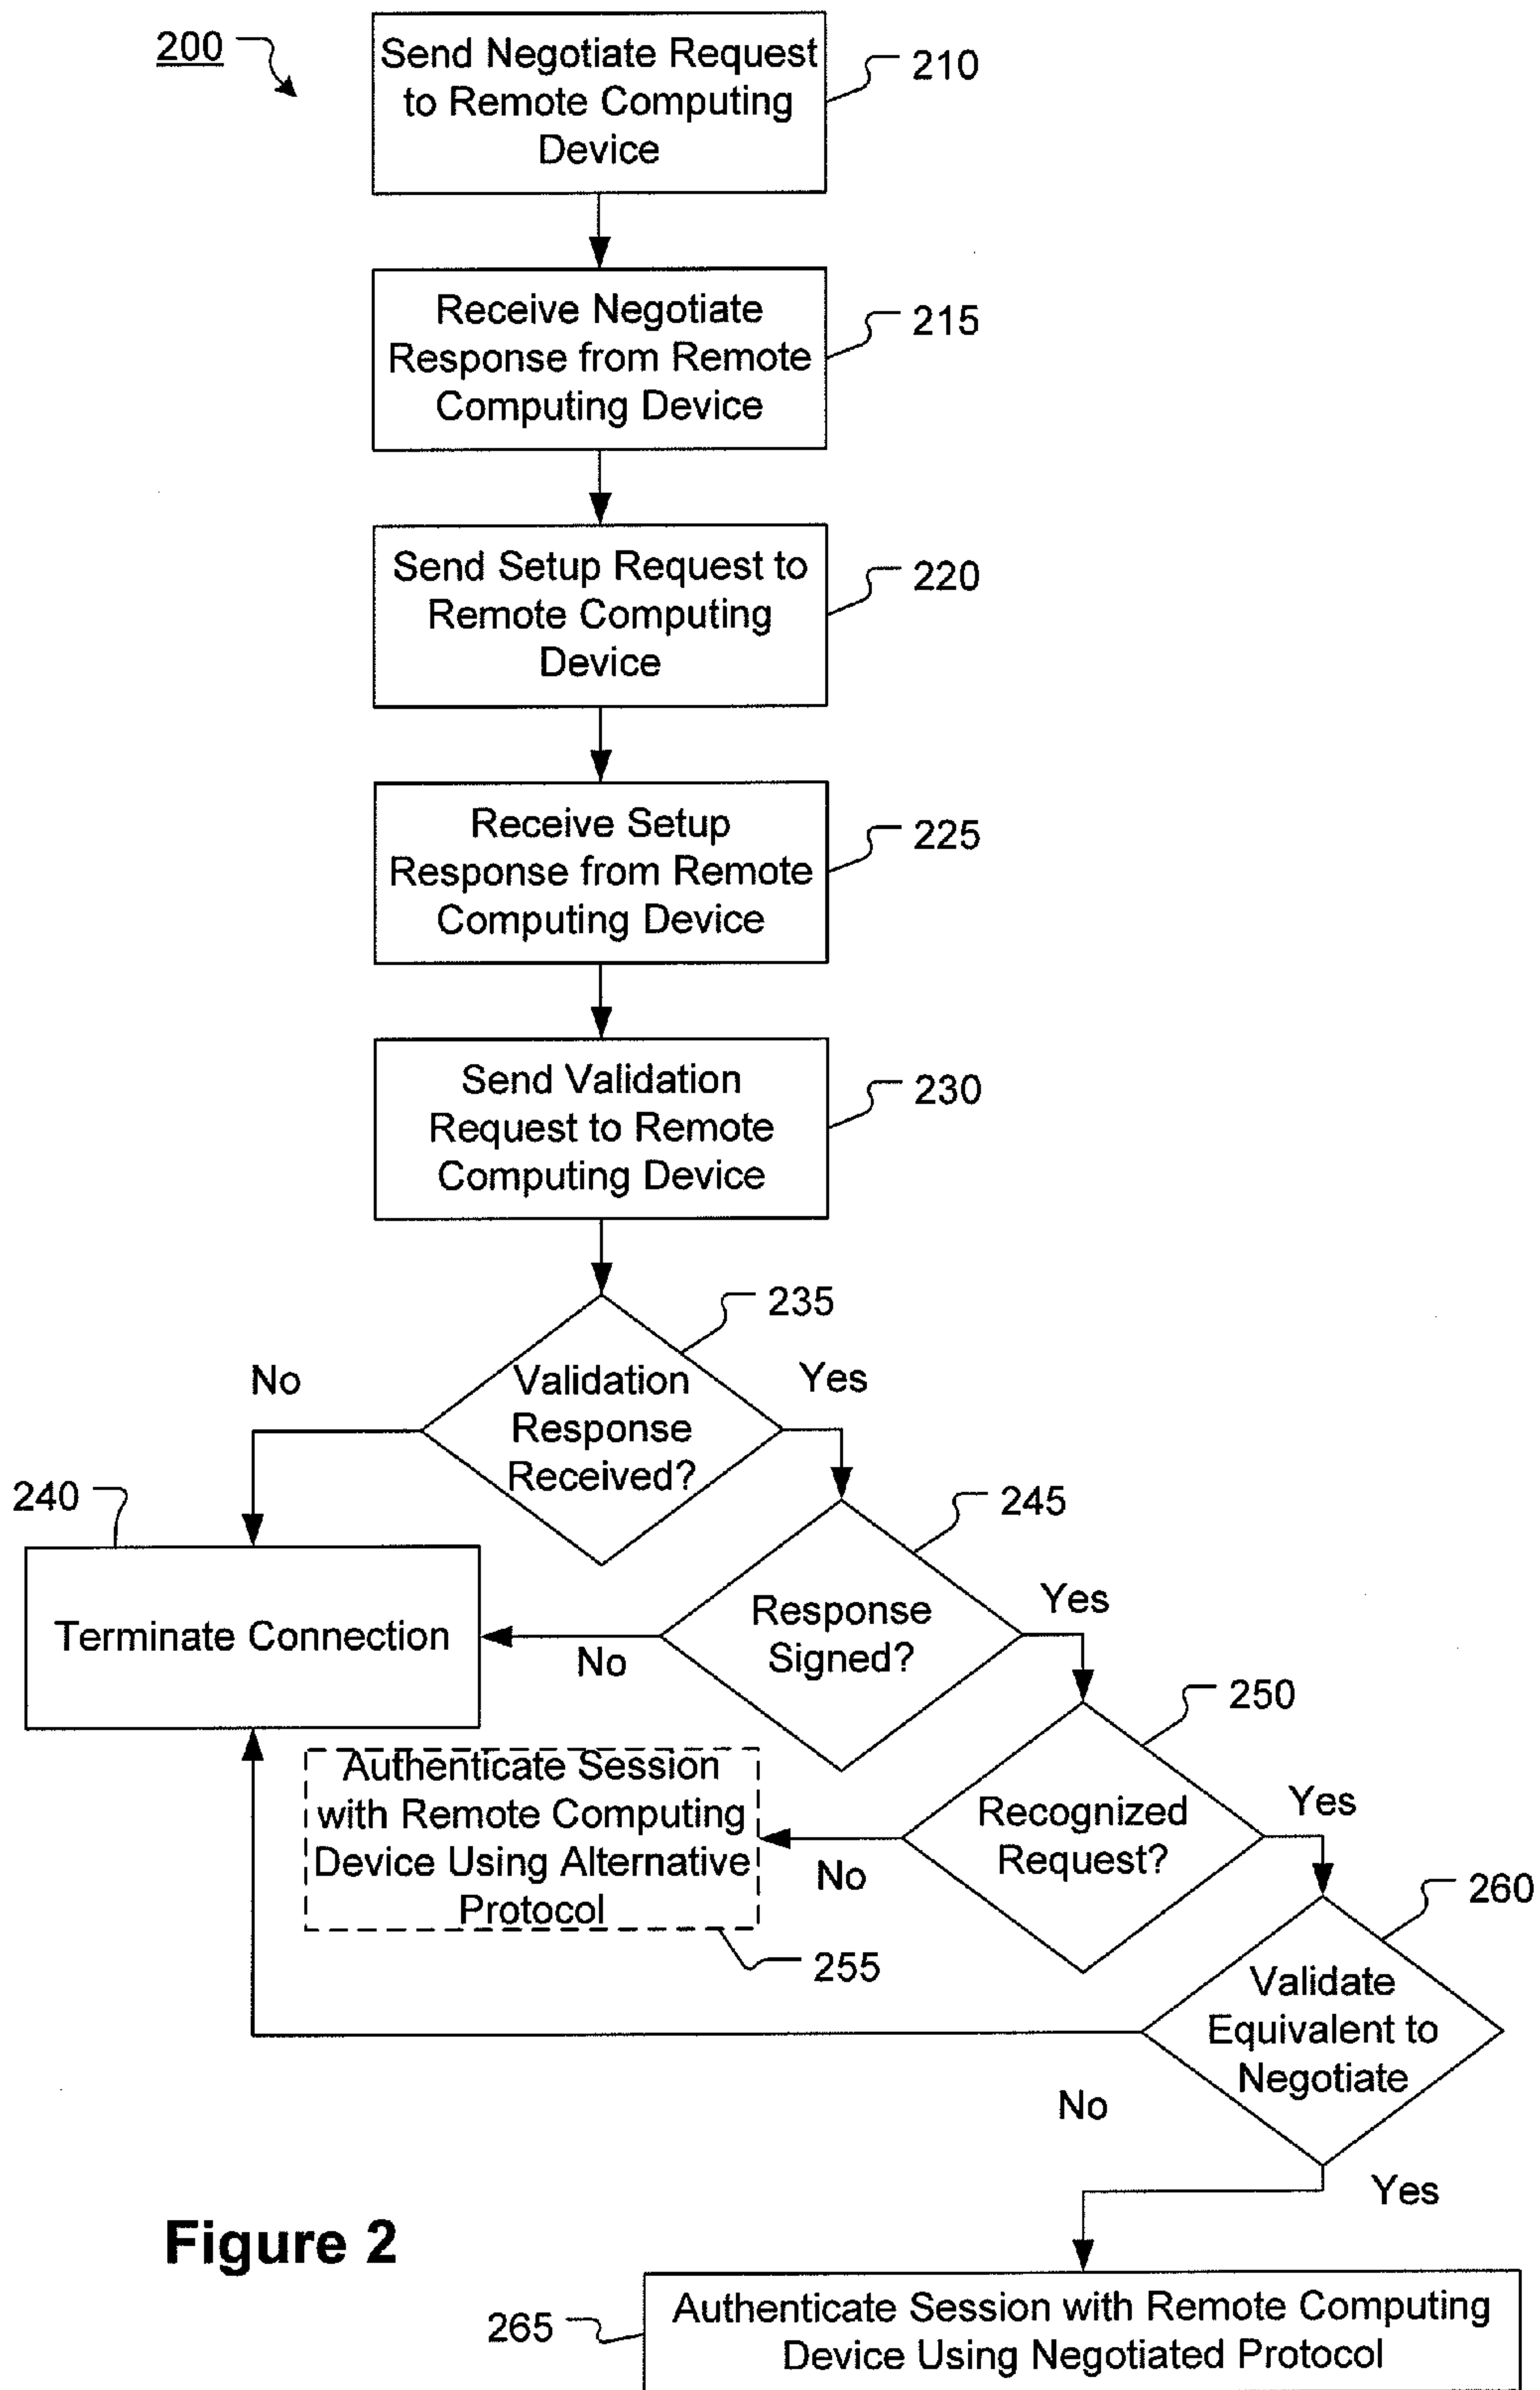 200
Send Negotiate Request
to Remote Computing
Device
210
Receive Negotiate
Response from Remote
Computing Device
215
Send Setup Request to
Remote Computing
Device
220
Receive Setup
Response from Remote
Computing Device
225
Send Validation
Request to Remote
Computing Device
230
235
No
Validation
Response
Received?
Yes
240
Terminate Connection
245
Response
Signed?
Yes
No
250
Authenticate Session
with Remote Computing
Device Using Alternative
Protocol
255
Recognized
Request?
Yes
No
260
Validate
Equivalent to
Negotiate
No
Yes
Figure 2
265
Authenticate Session with Remote Computing
Device Using Negotiated Protocol